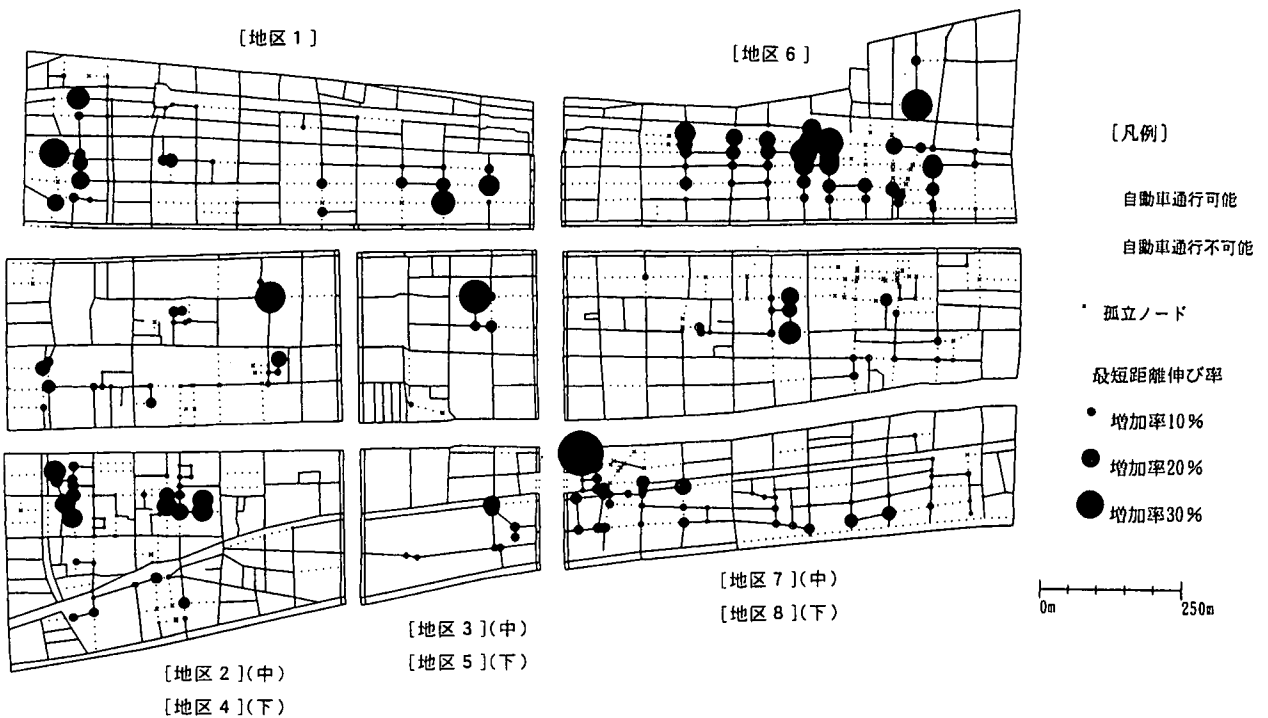 [地区1]
[地区6]
[凡例]
自動車通行可能
自動車通行不可能
孤立ノード
最短距離伸び率
増加率10%
増加率20%
増加率30%
[地区7](中)
[地区8](下)
0m
250m
[地区3](中)
[地区5](下)
[地区2](中)
[地区4](下)